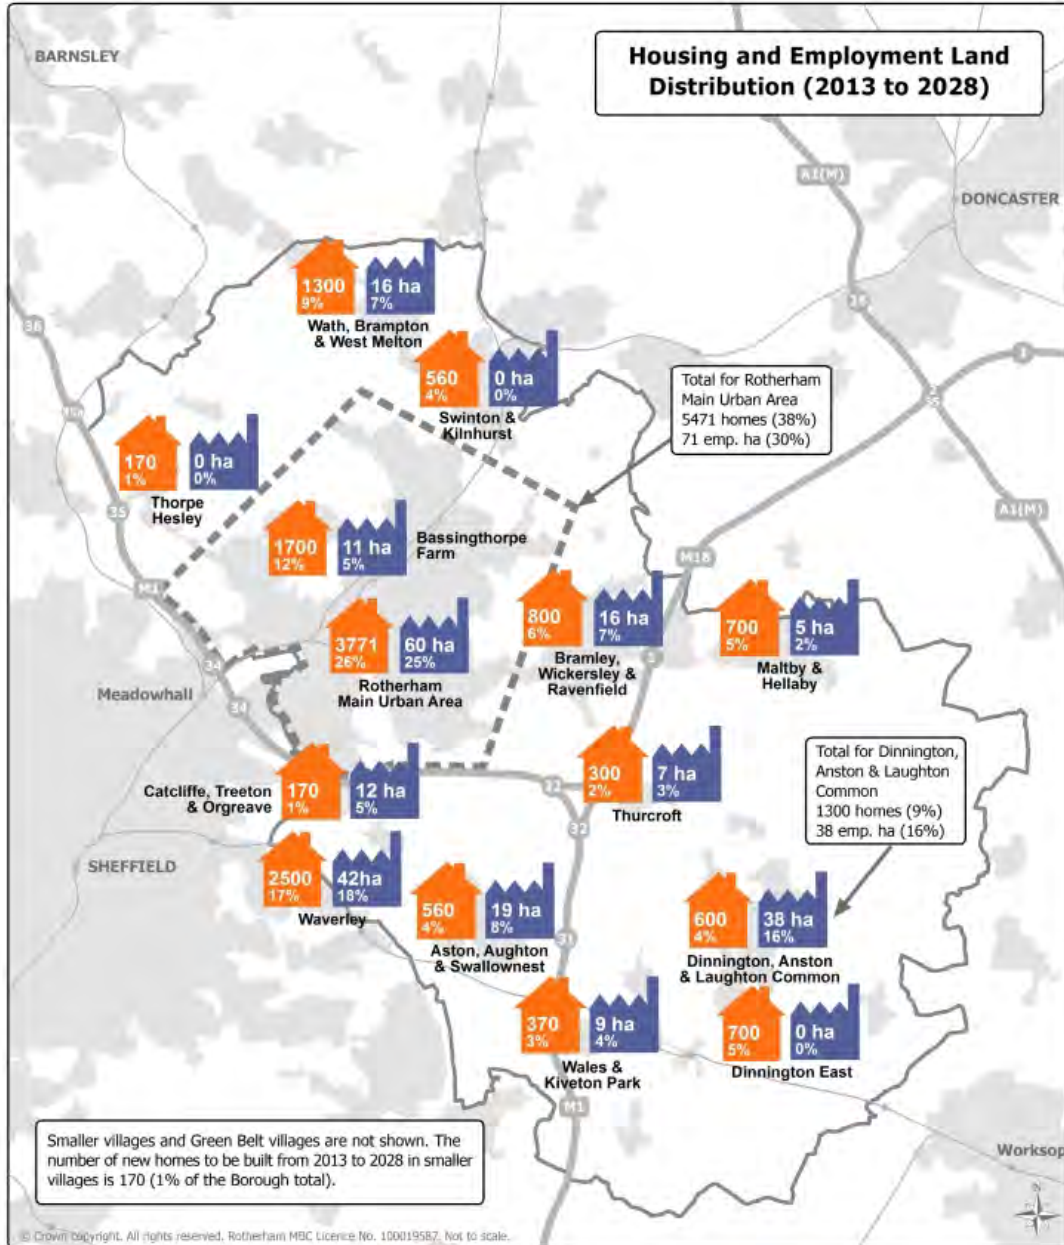 Housing and Employment Land
Distribution (2013 to 2028)
BARNSLEY
A1(M)
DONCASTER
1300
9%
16 ha
7%
Wath, Brampton
& West Melton
36
36
560
4%
0 ha
0%
Swinton &
Kilnhurst
Total for Rotherham
Main Urban Area
5471 homes (38%)
71 emp. ha (30%)
35a
170
1%
0 ha
0%
Thorpe
Hesley
35
A1(M)
1700
12%
11 ha
5%
Bassingthorpe
Farm
M18
M1
800
6%
16 ha
7%
Bramley,
Wickersley &
Ravenfield
700
5%
5 ha
2%
Maltby &
Hellaby
3771
26%
60 ha
25%
Rotherham
Main Urban Area
34
Meadowhall
34
Catcliffe, Treeton
& Orgreave
170
1%
12 ha
5%
300
2%
7 ha
3%
Thurcroft
32
Total for Dinnington,
Anston & Laughton
Common
1300 homes (9%)
38 emp. ha (16%)
SHEFFIELD
2500
17%
42ha
18%
Waverley
560
4%
19 ha
8%
Aston, Aughton
& Swallownest
31
600
4%
38 ha
16%
Dinnington, Anston
& Laughton Common
370
3%
9 ha
4%
Wales &
Kiveton Park
700
5%
0 ha
0%
Dinnington East
M1
Smaller villages and Green Belt villages are not shown. The
number of new homes to be built from 2013 to 2028 in smaller
villages is 170 (1% of the Borough total).
Worksop
N
© Crown copyright. All rights reserved. Rotherham MBC Licence No. 100019587. Not to scale.